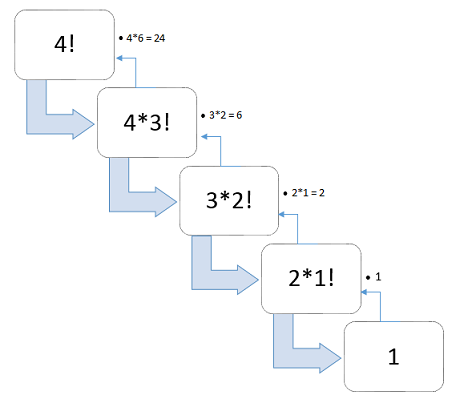 4!
• 4*6 = 24
4*3!
• 3*2 = 6
3*2!
• 2*1 = 2
2*1!
• 1
1